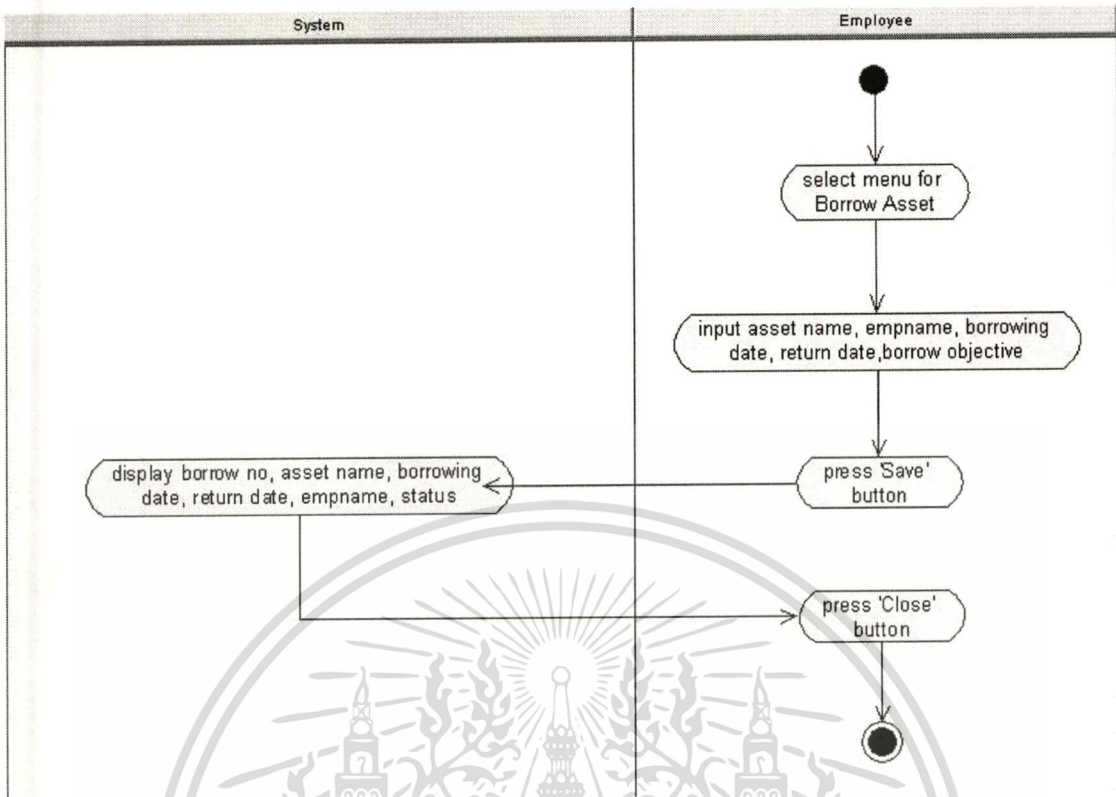 System
Employee
select menu for
Borrow Asset
input asset name, empname, borrowing
date, return date,borrow objective
press 'Save'
button
display borrow no, asset name, borrowing
date, return date, empname, status
press 'Close'
button